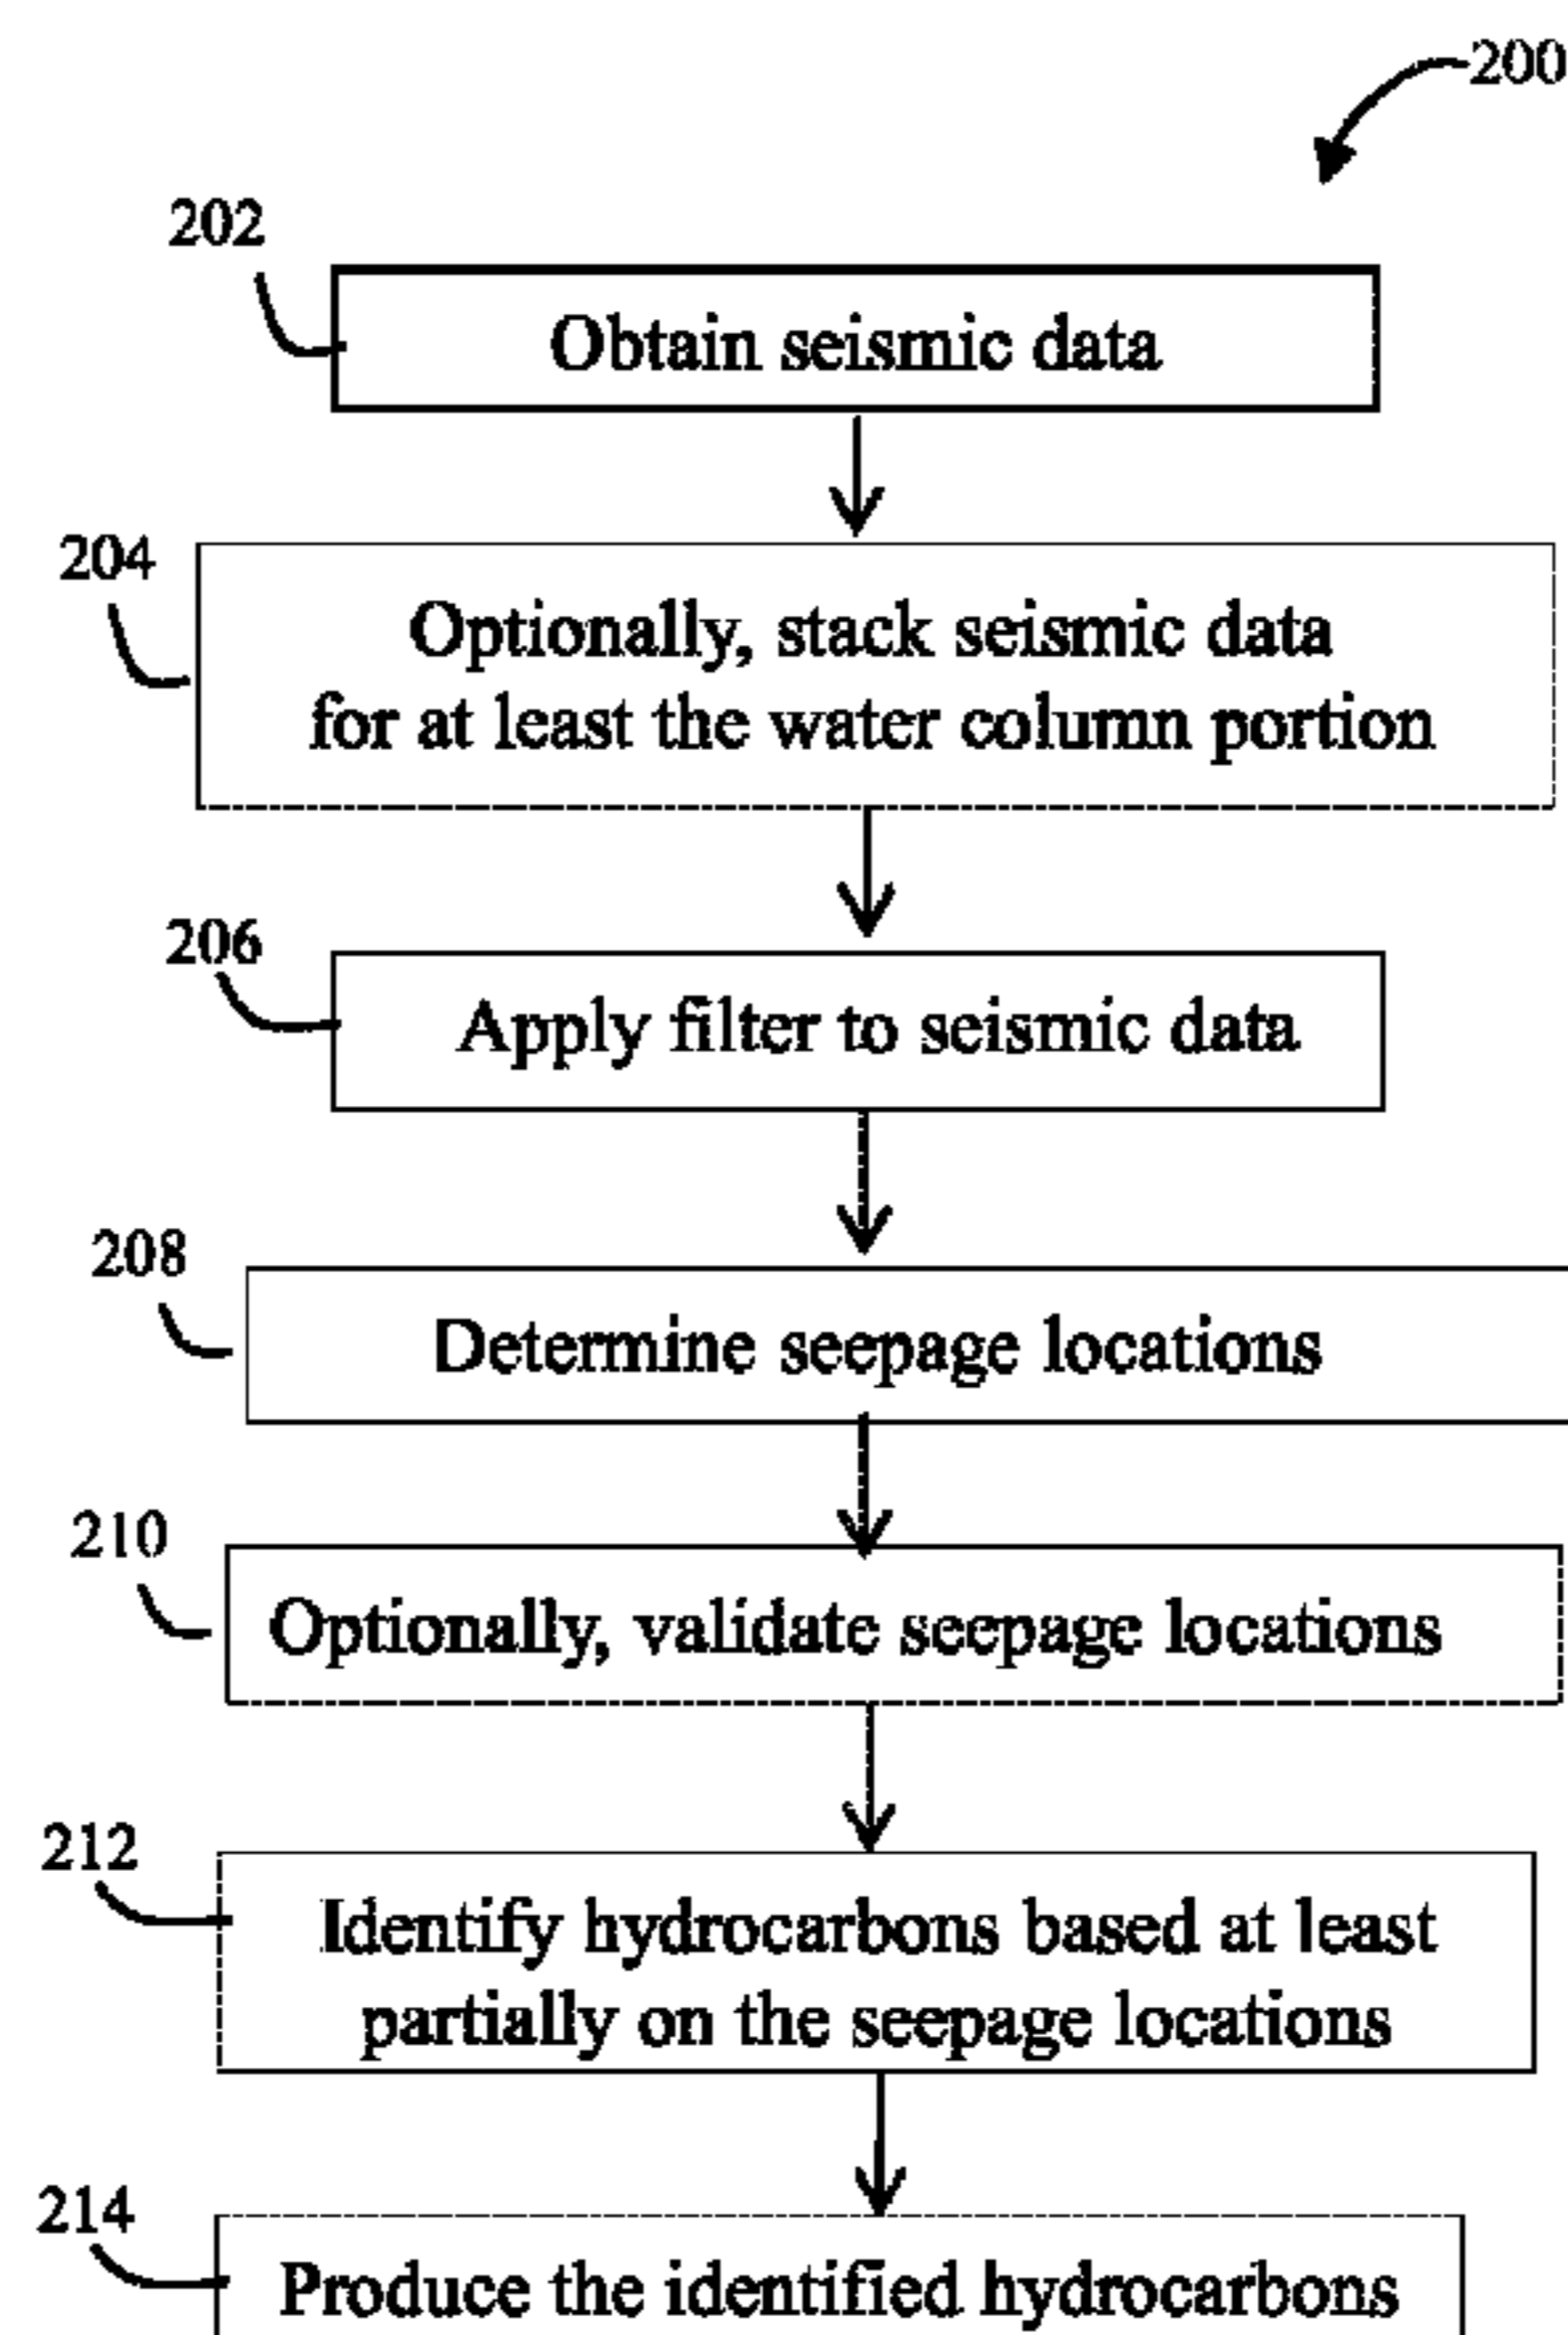 200
202
Obtain seismic data
204
Optionally, stack seismic data
for at least the water column portion
206
Apply filter to seismic data
208
Determine seepage locations
210
Optionally, validate seepage locations
212
Identify hydrocarbons based at least
partially on the seepage locations
214
Produce the identified hydrocarbons